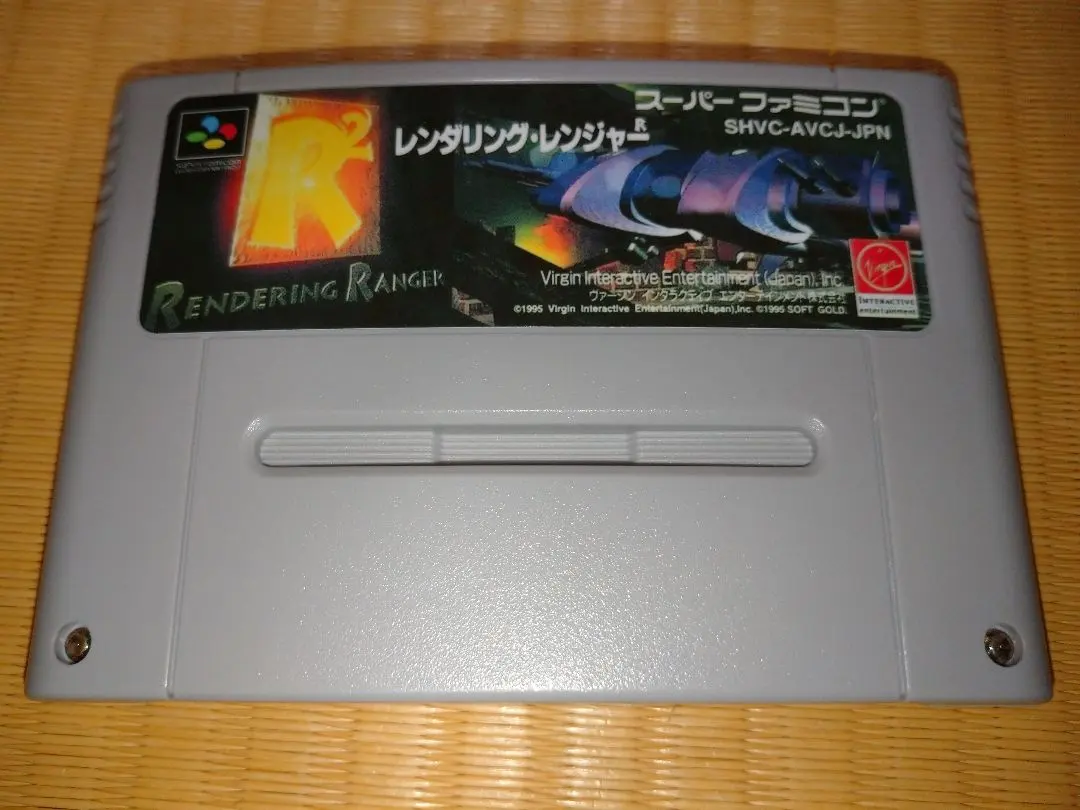 スーパーファミコン
SHVC-AVCJ-JPN
R²
レンダリング・レンジャーR
RENDERING RANGER
Virgin Interactive Entertainment (Japan), Inc.
ヴァージン インタラクティブ エンターテインメント株式会社
©1995 Virgin Interactive Entertainment(Japan),Inc. ©1995 SOFT GOLD.
Virgin
INTERACTIVE
entertainment